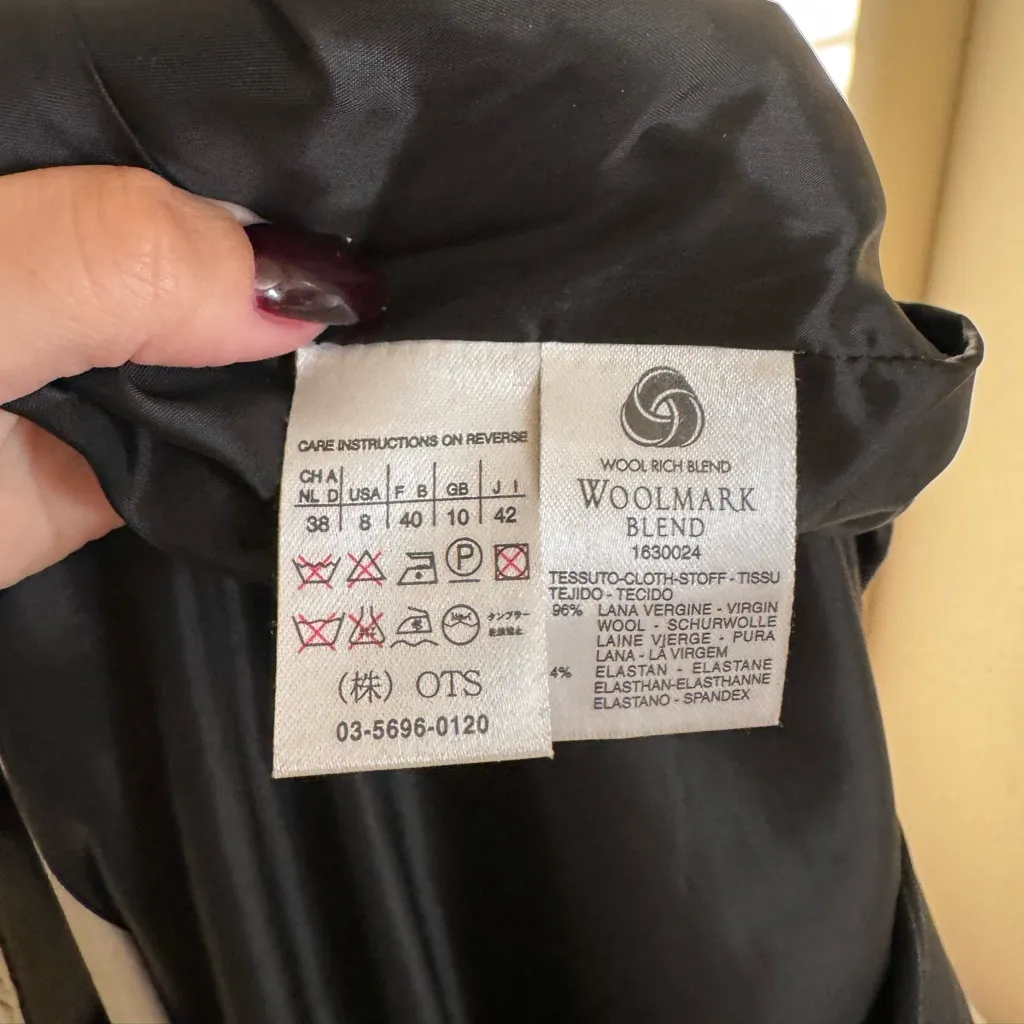 CARE INSTRUCTIONS ON REVERSE
CH A
NL D USA F B GB J I
38 8 40 10 42
P
タンブラー
乾燥禁止
(株) OTS
03-5696-0120
WOOL RICH BLEND
WOOLMARK
BLEND
1630024
TESSUTO-CLOTH-STOFF-TISSU
TEJIDO - TECIDO
96% LANA VERGINE - VIRGIN
WOOL - SCHURWOLLE
LAINE VIERGE - PURA
LANA - LÂ VIRGEM
4% ELASTAN - ELASTANE
ELASTHAN-ELASTHANNE
ELASTANO - SPANDEX